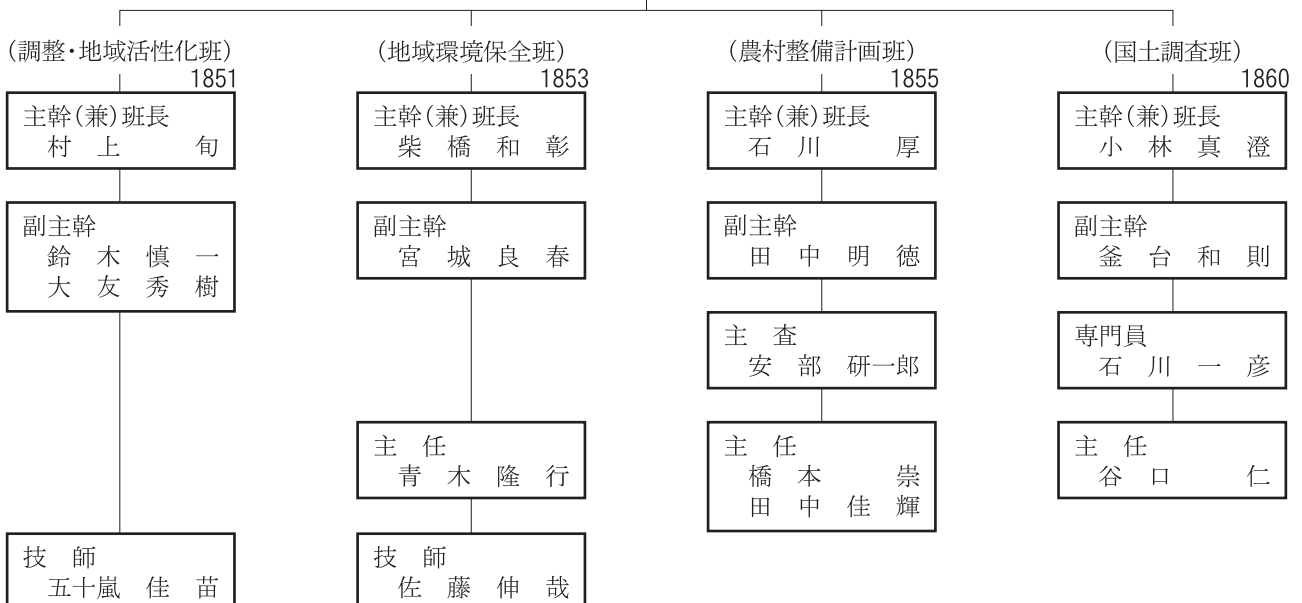 (調整・地域活性化班)
1851
主幹(兼)班長
村上 旬
副主幹
鈴木慎一
大友秀樹
技師
五十嵐佳苗
(地域環境保全班)
1853
主幹(兼)班長
柴橋和彰
副主幹
宮城良春
主任
青木隆行
技師
佐藤伸哉
(農村整備計画班)
1855
主幹(兼)班長
石川 厚
副主幹
田中明徳
主査
安部研一郎
主任
橋本 崇
田中佳輝
(国土調査班)
1860
主幹(兼)班長
小林真澄
副主幹
釜台和則
専門員
石川一彦
主任
谷口 仁